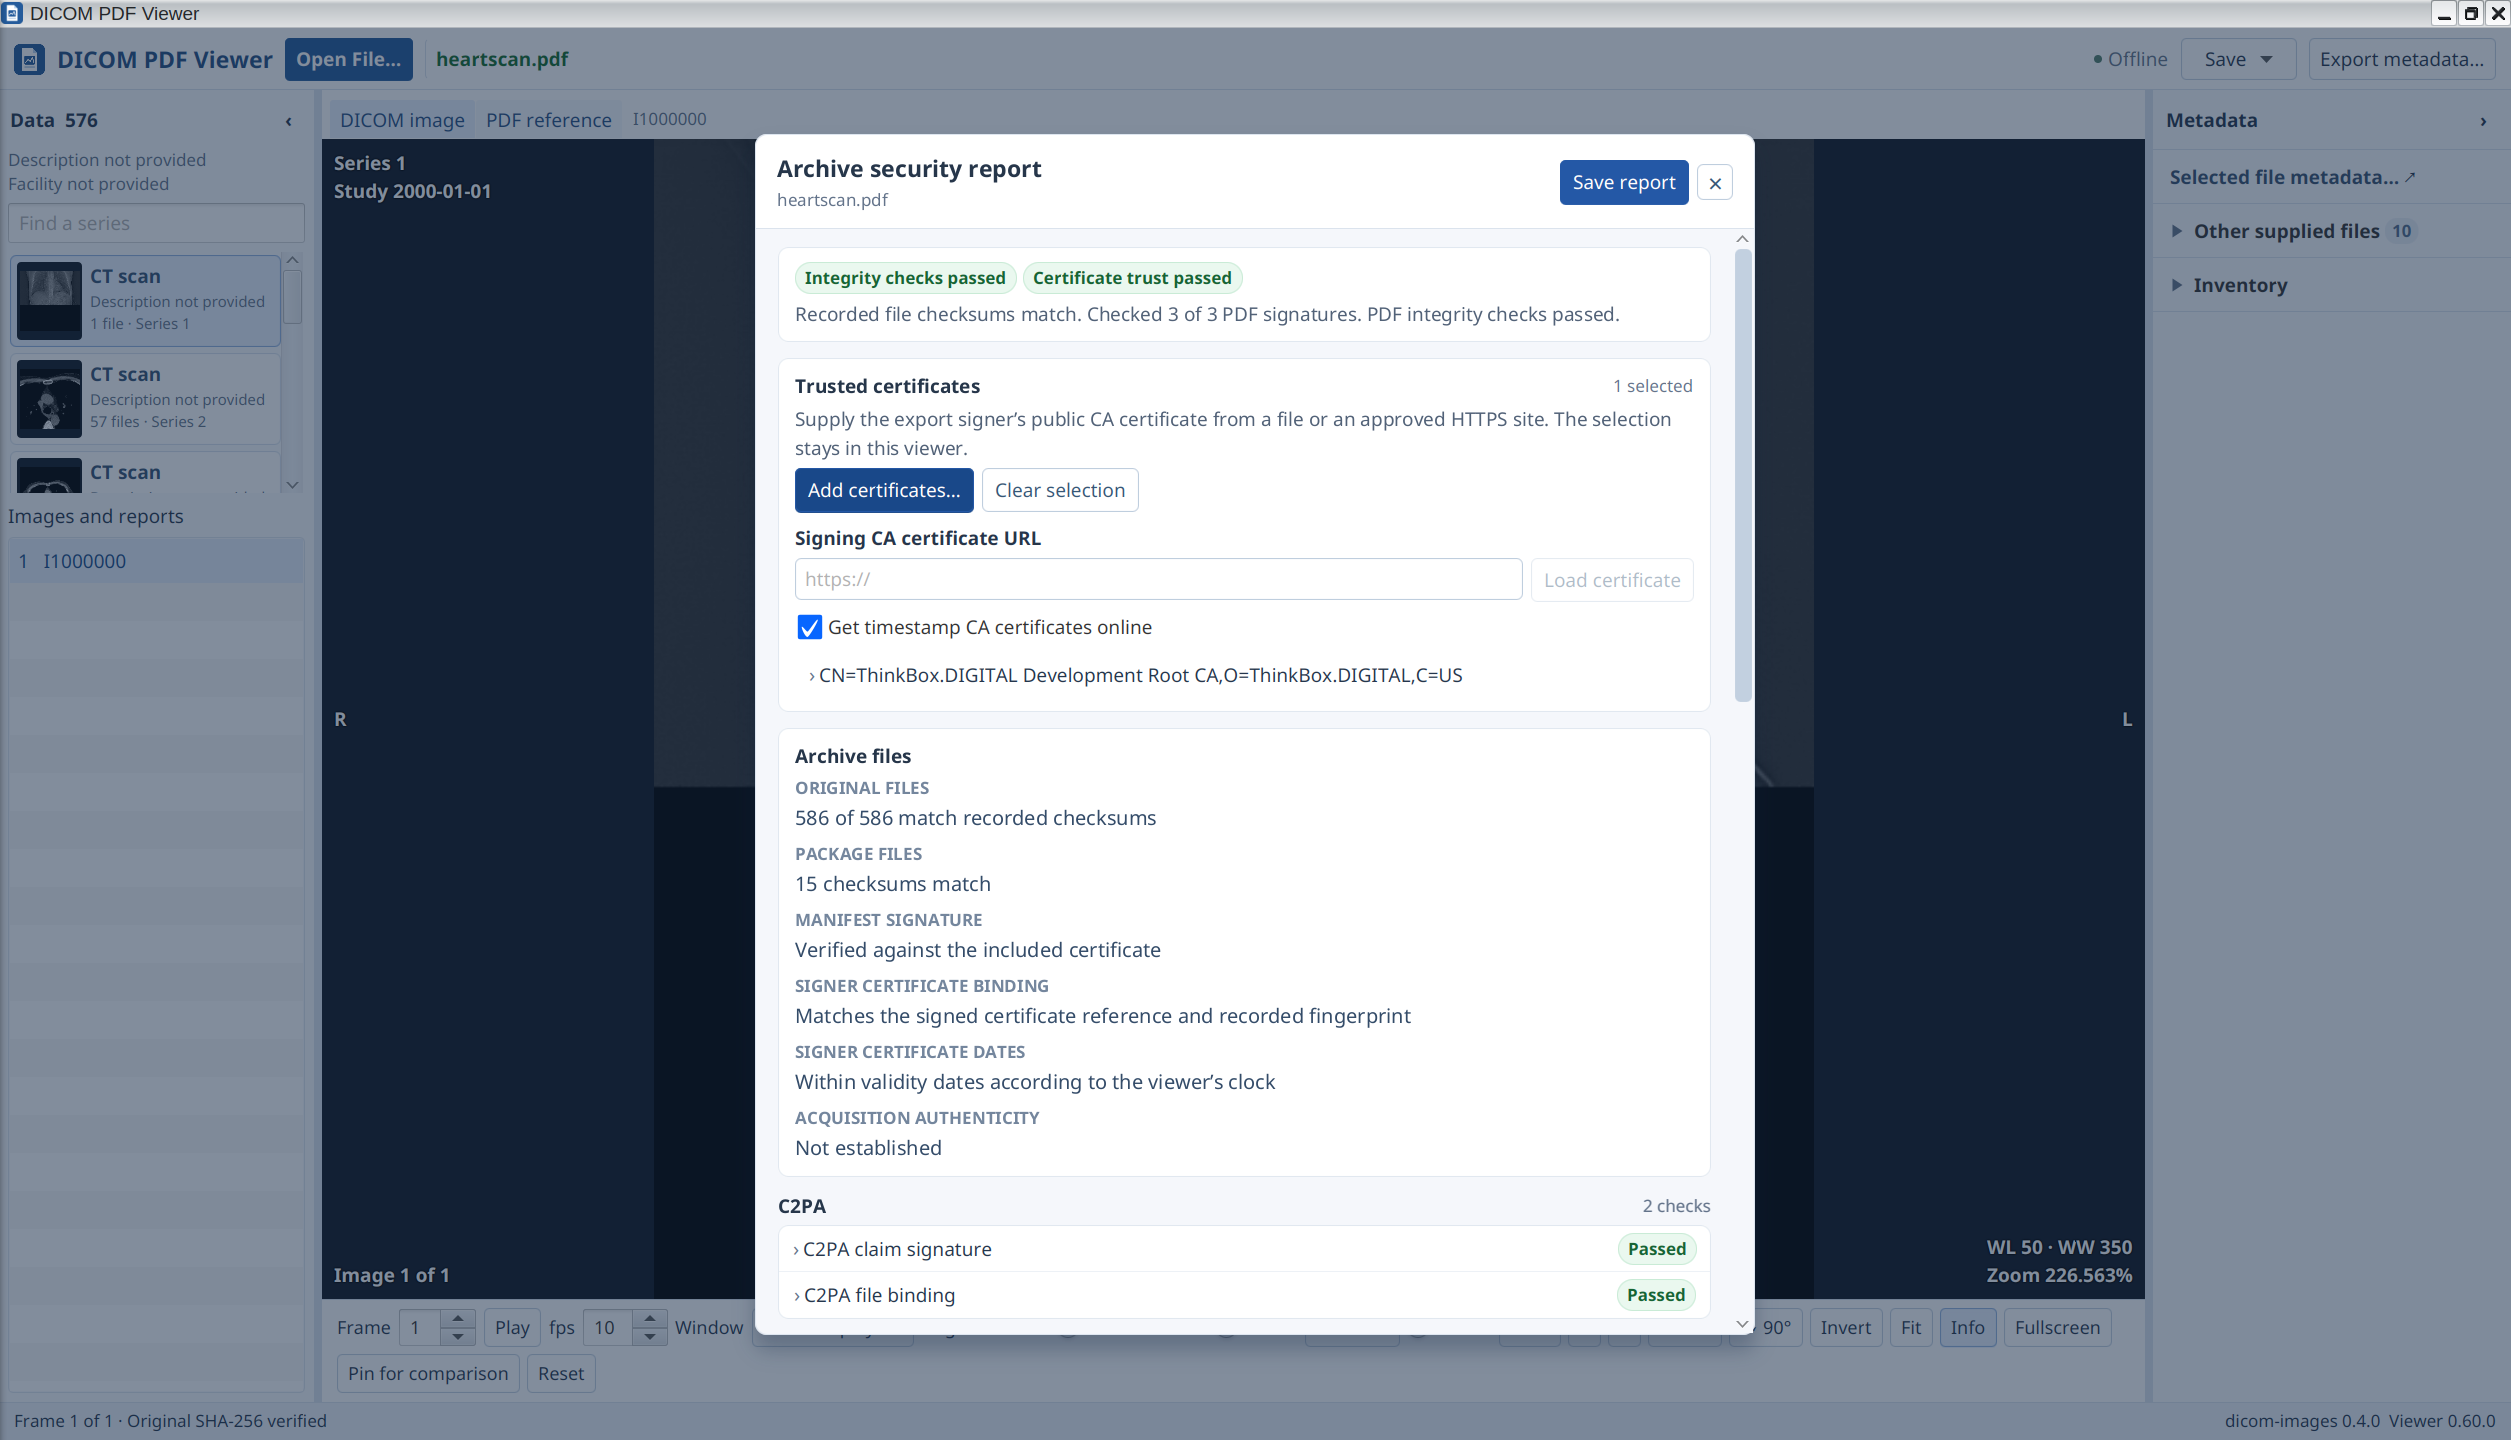 DICOM PDF Viewer
DICOM PDF Viewer
Open File...
heartscan.pdf
Offline
Save
Export metadata...
Data 576
Description not provided
Facility not provided
Find a series
CT scan
Description not provided
1 file · Series 1
CT scan
Description not provided
57 files · Series 2
CT scan
Images and reports
1 I1000000
DICOM image
PDF reference
I1000000
Series 1
Study 2000-01-01
R
L
Image 1 of 1
WL 50 · WW 350
Zoom 226.563%
Archive security report
heartscan.pdf
Save report
Integrity checks passed
Certificate trust passed
Recorded file checksums match. Checked 3 of 3 PDF signatures. PDF integrity checks passed.
Trusted certificates
1 selected
Supply the export signer’s public CA certificate from a file or an approved HTTPS site. The selection
stays in this viewer.
Add certificates...
Clear selection
Signing CA certificate URL
https://
Load certificate
Get timestamp CA certificates online
› CN=ThinkBox.DIGITAL Development Root CA,O=ThinkBox.DIGITAL,C=US
Archive files
ORIGINAL FILES
586 of 586 match recorded checksums
PACKAGE FILES
15 checksums match
MANIFEST SIGNATURE
Verified against the included certificate
SIGNER CERTIFICATE BINDING
Matches the signed certificate reference and recorded fingerprint
SIGNER CERTIFICATE DATES
Within validity dates according to the viewer’s clock
ACQUISITION AUTHENTICITY
Not established
C2PA
2 checks
› C2PA claim signature
Passed
› C2PA file binding
Passed
Metadata
Selected file metadata... ↗
Other supplied files 10
Inventory
Frame 1
Play
fps 10
Window
90°
Invert
Fit
Info
Fullscreen
Pin for comparison
Reset
Frame 1 of 1 · Original SHA-256 verified
dicom-images 0.4.0 Viewer 0.60.0